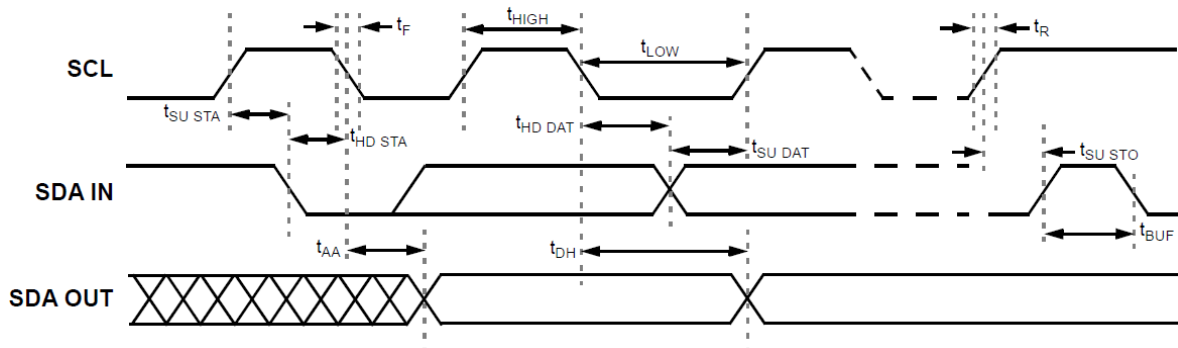 tF
tHIGH
tR
SCL
tLOW
tSU STA
tHD STA
tHD DAT
tSU DAT
tSU STO
SDA IN
tAA
tDH
tBUF
SDA OUT